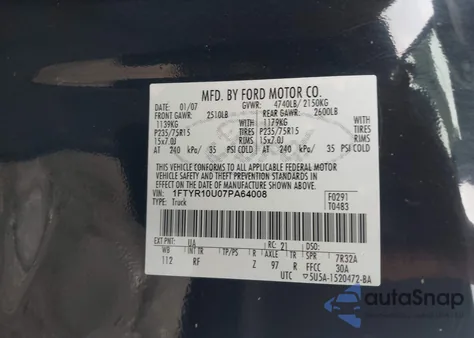 MFD. BY FORD MOTOR CO.
DATE: 01/07 GVWR: 4740LB/ 2150KG
FRONT GAWR: 2510LB REAR GAWR: 2600LB
1139KG 1179KG
P235/75R15 TIRES P235/75R15 TIRES
15x7.0J RIMS 15x7.0J RIMS
AT 240 kPa/ 35 PSI COLD AT 240 kPa/ 35 PSI COLD
THIS VEHICLE CONFORMS TO ALL APPLICABLE FEDERAL MOTOR
VEHICLE SAFETY AND THEFT PREVENTION STANDARDS IN EFFECT ON THE
DATE OF MANUFACTURE SHOWN ABOVE.
VIN: 1FTYR10U07PA64008 F0291
TYPE: Truck T0483
EXT PNT: UA RC: 21 DSO:
WB INT TR TP/PS R AXLE TR SPR
112 RF Z 97 R FFCC 7R32A
30A
UTC ▽5U5A-1520472-BA
autaSnap